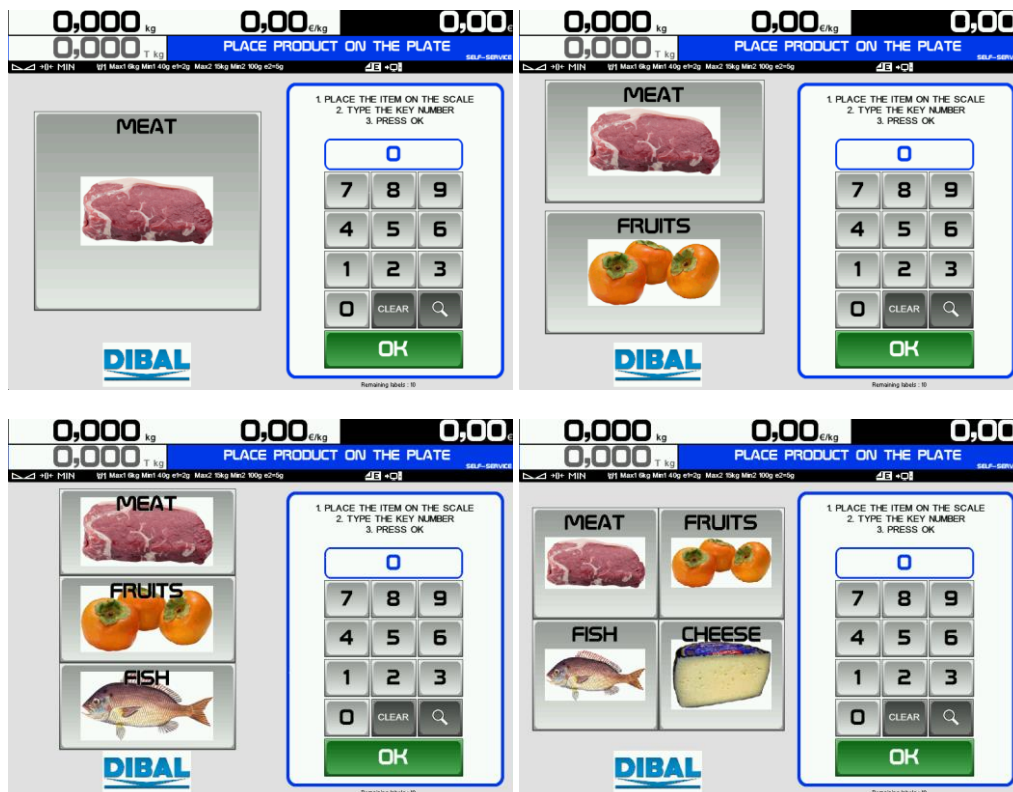 0,000 kg 0,00 €/kg 0,00 €
0,000 T kg PLACE PRODUCT ON THE PLATE
SELF-SERVICE
+0+ MIN W1 Max1 6kg Min1 40g e1=2g Max2 15kg Min2 100g e2=5g E
MEAT
1. PLACE THE ITEM ON THE SCALE
2. TYPE THE KEY NUMBER
3. PRESS OK
0
7 8 9
4 5 6
1 2 3
0 CLEAR
OK
DIBAL
Remaining labels : 10
0,000 kg 0,00 €/kg 0,00
0,000 T kg PLACE PRODUCT ON THE PLATE
SELF-SERV
+0+ MIN W1 Max1 6kg Min1 40g e1=2g Max2 15kg Min2 100g e2=5g E
MEAT
FRUITS
1. PLACE THE ITEM ON THE SCALE
2. TYPE THE KEY NUMBER
3. PRESS OK
0
7 8 9
4 5 6
1 2 3
0 CLEAR
OK
DIBAL
Remaining labels : 10
0,000 kg 0,00 €/kg 0,00 €
0,000 T kg PLACE PRODUCT ON THE PLATE
SELF-SERVICE
+0+ MIN W1 Max1 6kg Min1 40g e1=2g Max2 15kg Min2 100g e2=5g E
MEAT
FRUITS
FISH
1. PLACE THE ITEM ON THE SCALE
2. TYPE THE KEY NUMBER
3. PRESS OK
0
7 8 9
4 5 6
1 2 3
0 CLEAR
OK
DIBAL
0,000 kg 0,00 €/kg 0,00
0,000 T kg PLACE PRODUCT ON THE PLATE
SELF-SERV
+0+ MIN W1 Max1 6kg Min1 40g e1=2g Max2 15kg Min2 100g e2=5g E
MEAT FRUITS
FISH CHEESE
1. PLACE THE ITEM ON THE SCALE
2. TYPE THE KEY NUMBER
3. PRESS OK
0
7 8 9
4 5 6
1 2 3
0 CLEAR
OK
DIBAL